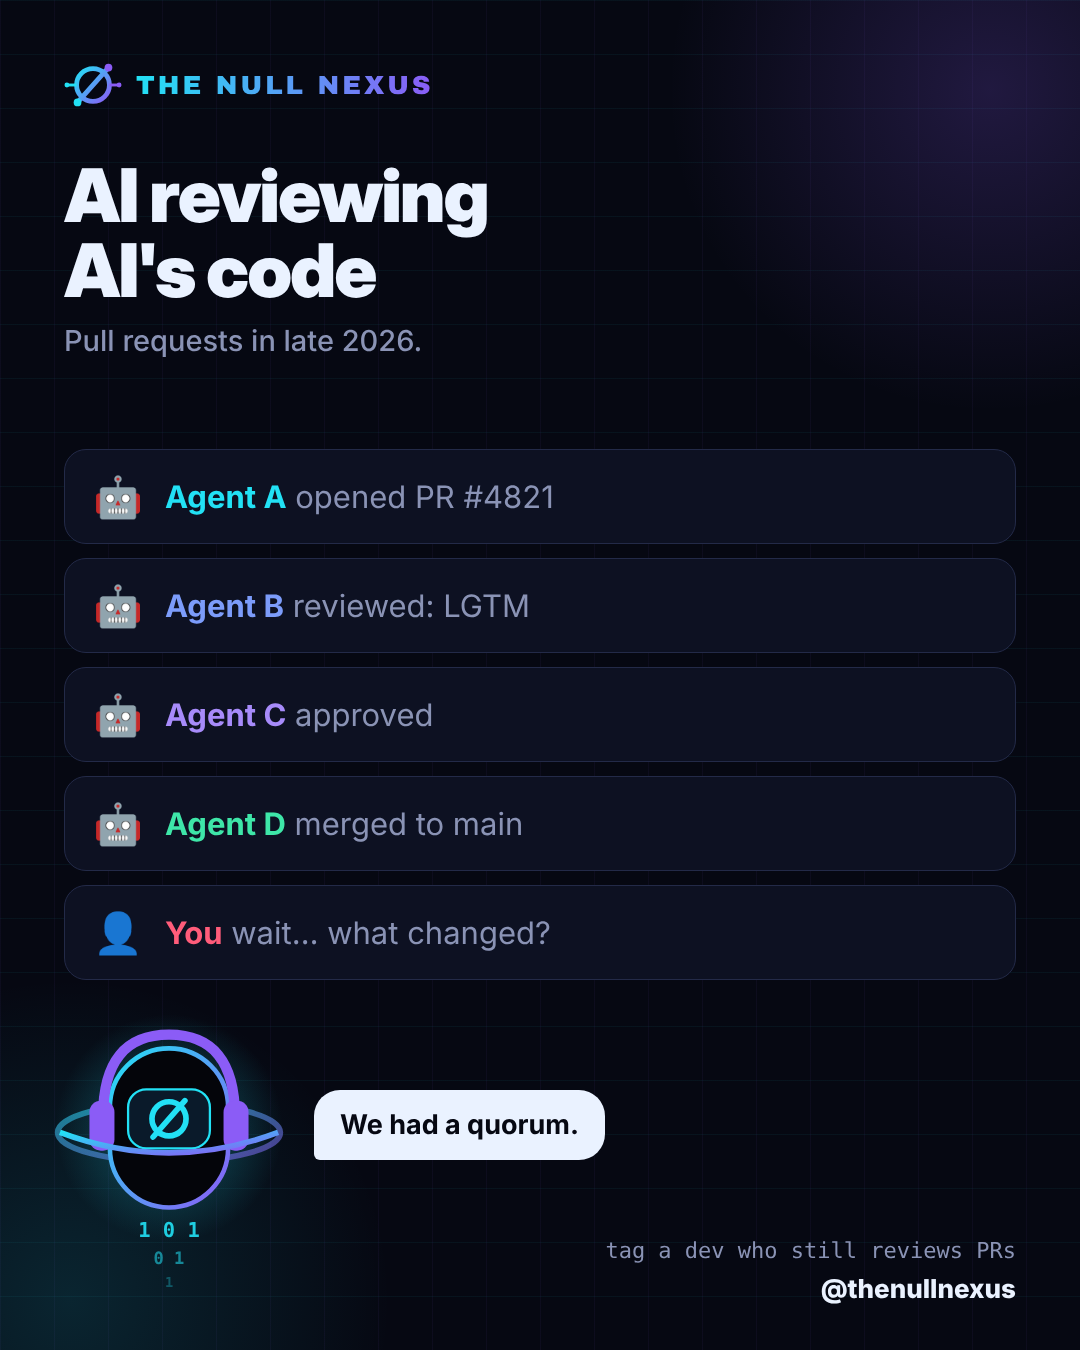 THE NULL NEXUS
AI reviewing
AI's code
Pull requests in late 2026.
Agent A opened PR #4821
Agent B reviewed: LGTM
Agent C approved
Agent D merged to main
You wait... what changed?
We had a quorum.
1 0 1
0 1
1
tag a dev who still reviews PRs
@thenullnexus